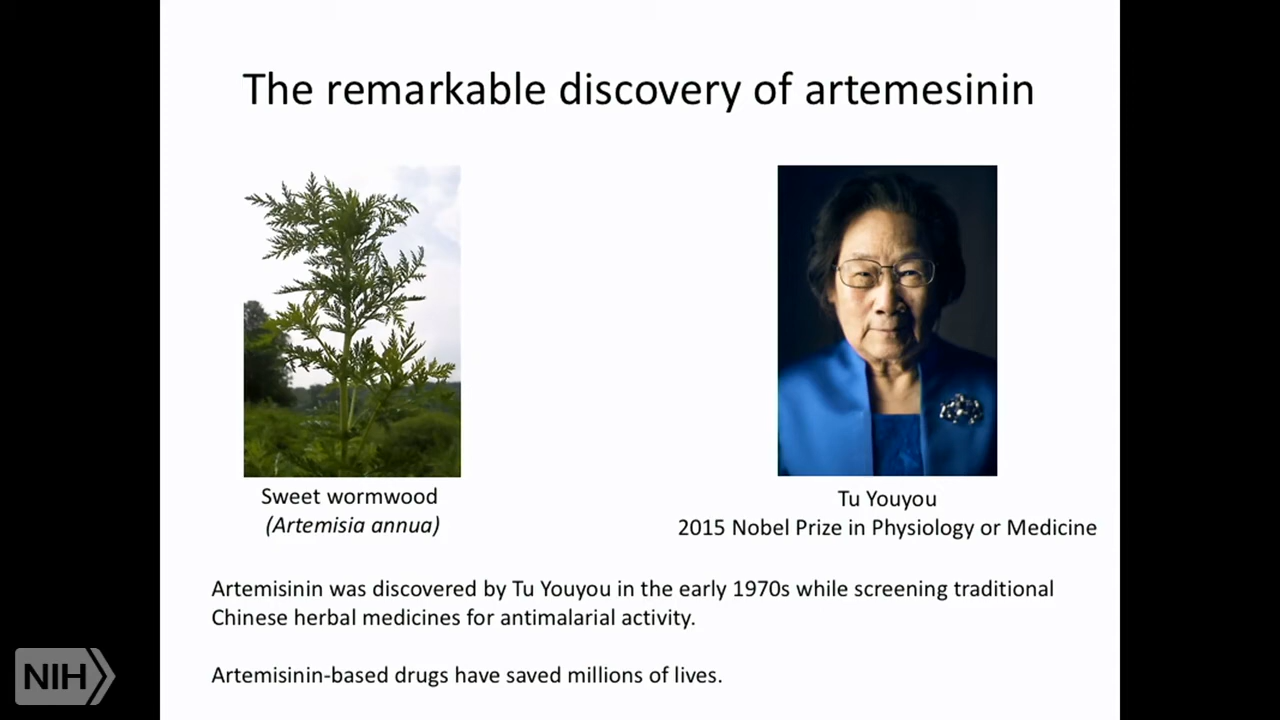 The remarkable discovery of artemesinin
Sweet wormwood
(Artemisia annua)
Tu Youyou
2015 Nobel Prize in Physiology or Medicine
Artemisinin was discovered by Tu Youyou in the early 1970s while screening traditional
Chinese herbal medicines for antimalarial activity.
Artemisinin-based drugs have saved millions of lives.
NIH